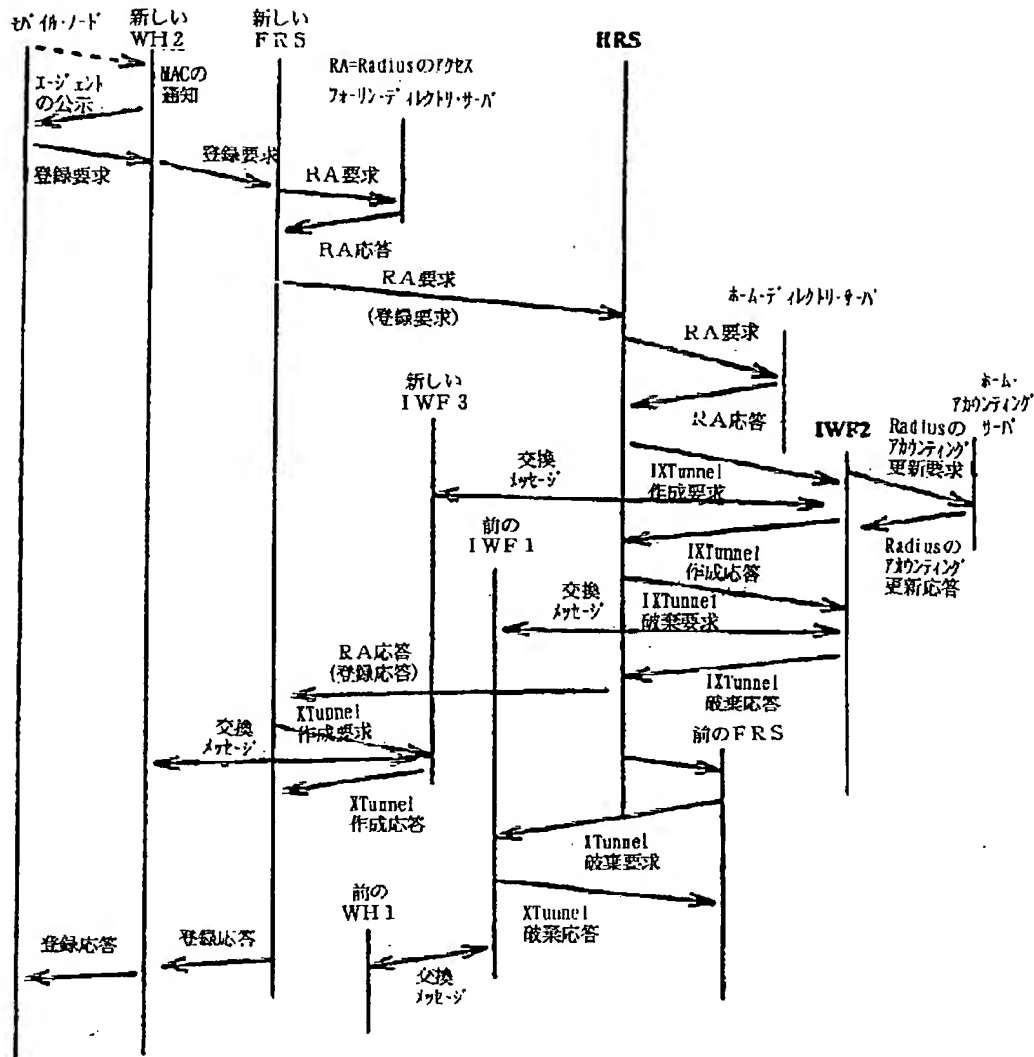 モバイル・ノード
新しい
WH2
新しい
FRS
HRS
RA=Radiusのアクセス
フォーリン・ディレクトリ・サーバ
MACの
通知
エージェント
の公示
登録要求
登録要求
RA要求
RA応答
RA要求
(登録要求)
ホーム・ディレクトリ・サーバ
RA要求
RA応答
新しい
IWF3
IWF2
ホーム・
アカウンティング
サーバ
Radiusの
アカウンティング
更新要求
交換
メッセージ
IXTunnel
作成要求
前の
IWF1
IXTunnel
作成応答
Radiusの
アカウンティング
更新応答
交換
メッセージ
IXTunnel
破棄要求
RA応答
(登録応答)
IXTunnel
破棄応答
XTunnel
作成要求
交換
メッセージ
前のFRS
XTunnel
作成応答
XTunnel
破棄要求
前の
WH1
XTunnel
破棄応答
登録応答
登録応答
交換
メッセージ